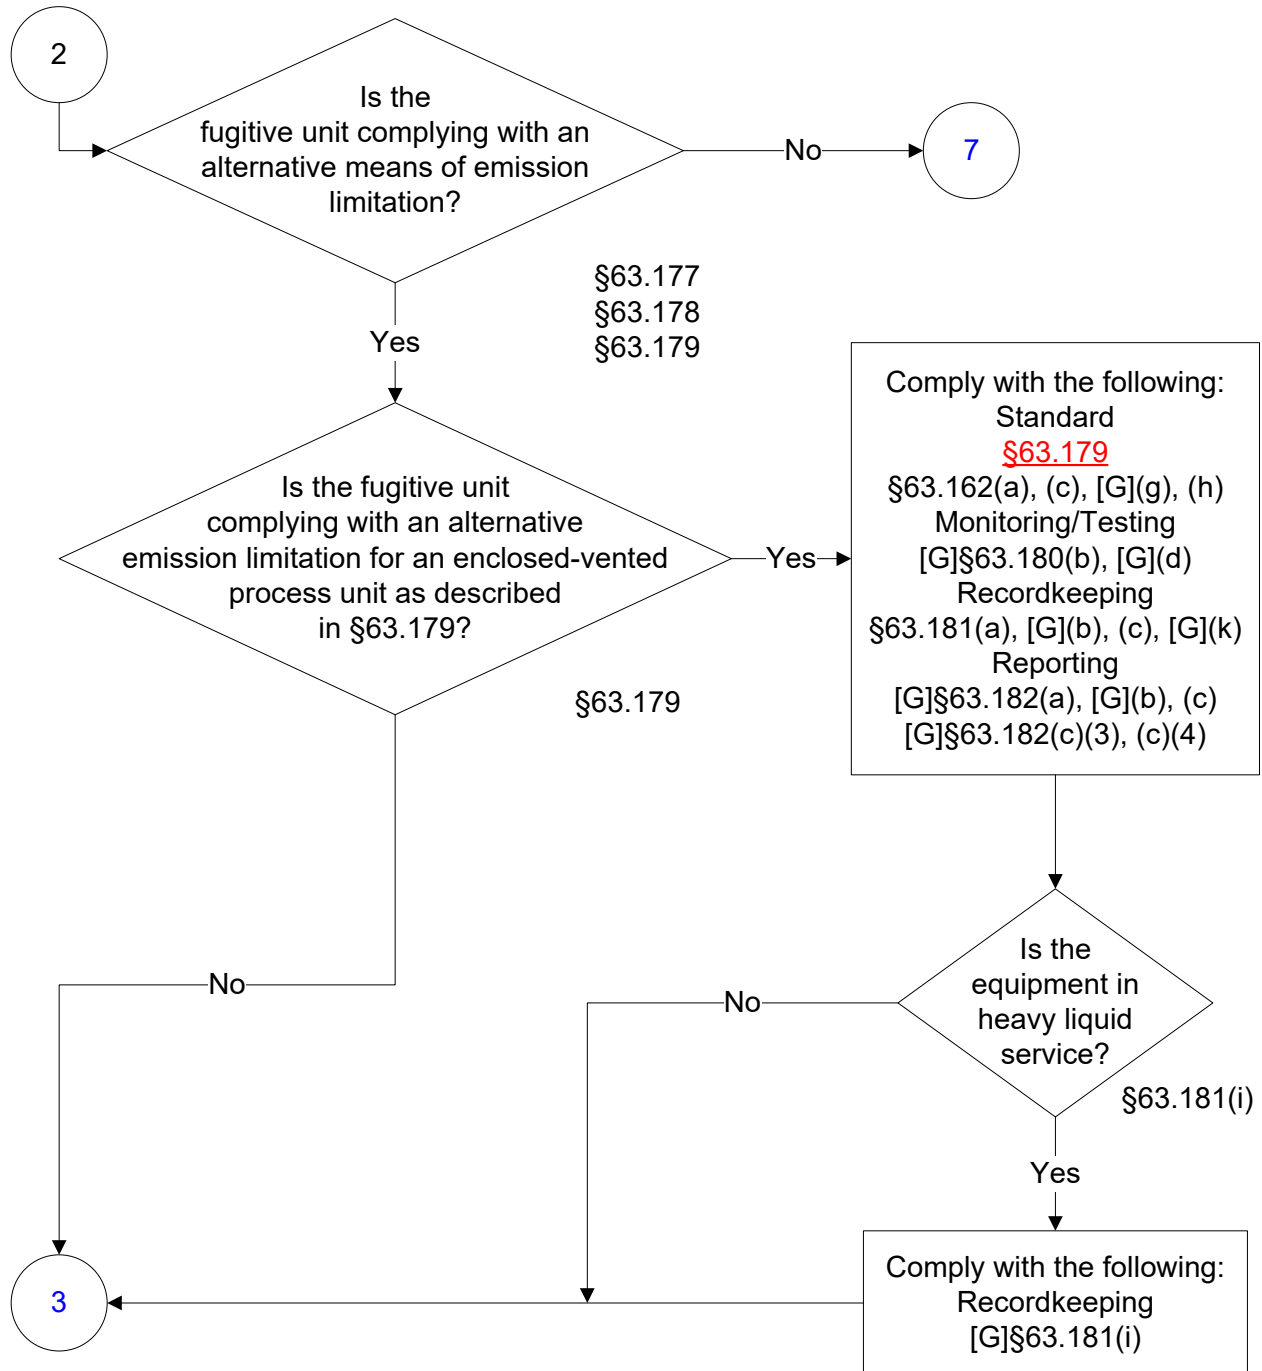 2
Is the
fugitive unit complying with an
alternative means of emission
limitation?
No
7
§63.177
§63.178
§63.179
Yes
Is the fugitive unit
complying with an alternative
emission limitation for an enclosed-vented
process unit as described
in §63.179?
Yes
§63.179
Comply with the following:
Standard
§63.179
§63.162(a), (c), [G](g), (h)
Monitoring/Testing
[G]§63.180(b), [G](d)
Recordkeeping
§63.181(a), [G](b), (c), [G](k)
Reporting
[G]§63.182(a), [G](b), (c)
[G]§63.182(c)(3), (c)(4)
No
Is the
equipment in
heavy liquid
service?
No
§63.181(i)
Yes
Comply with the following:
Recordkeeping
[G]§63.181(i)
3